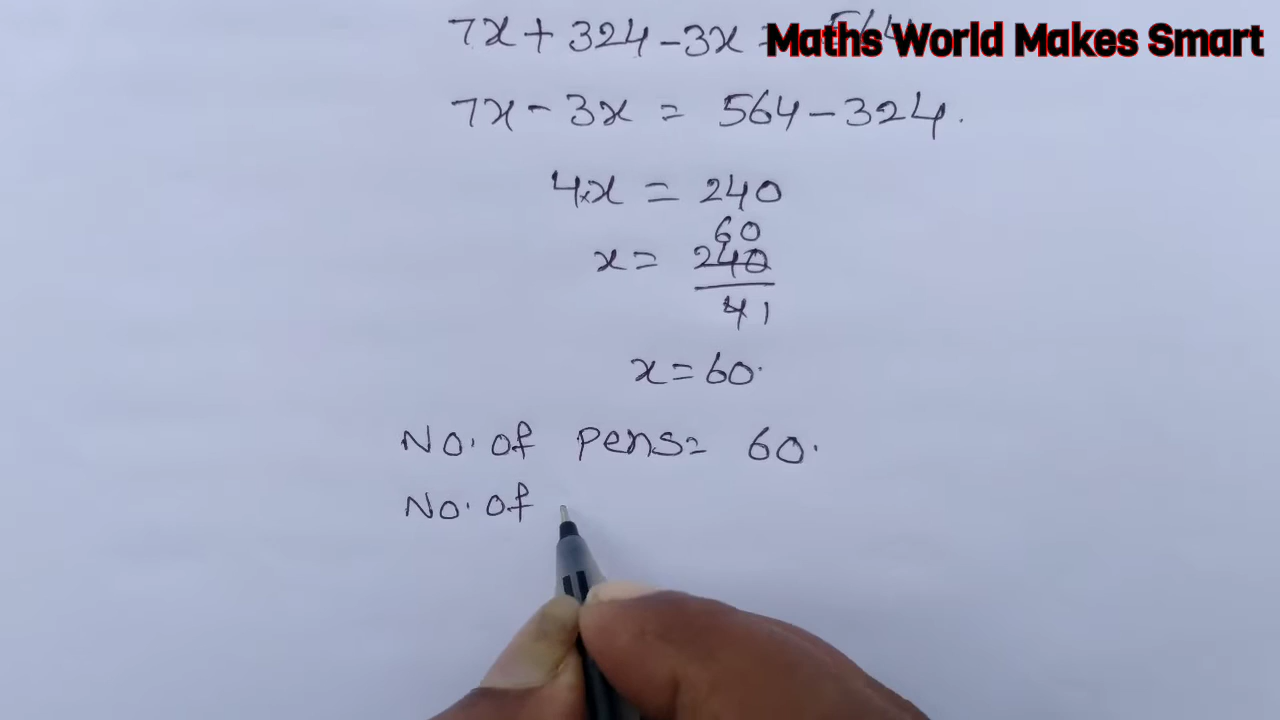 Maths World Makes Smart
7x + 324 - 3x = 564
7x - 3x = 564 - 324.
4x = 240
60
x = 240
41
x = 60.
No. of pens = 60.
No. of